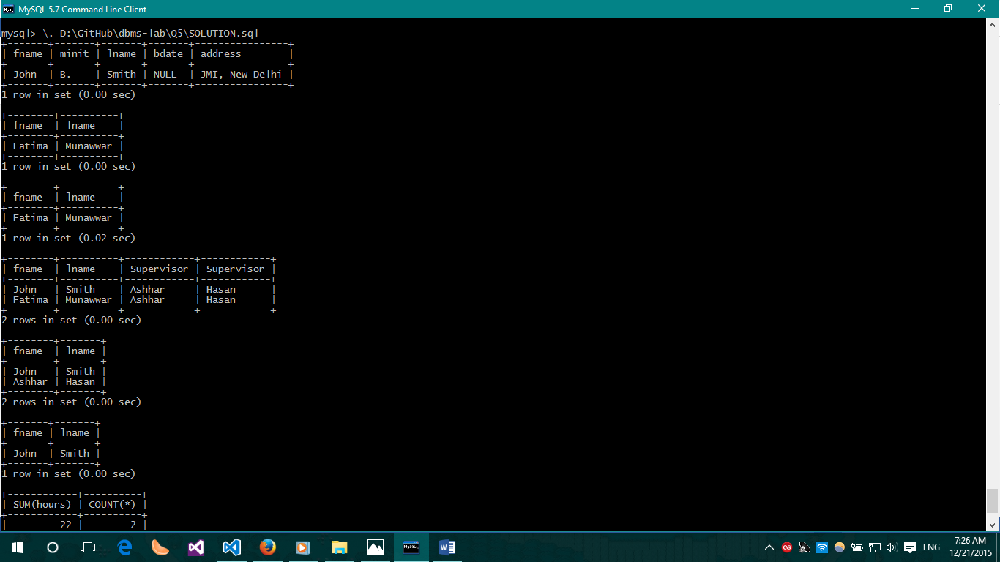 MySQL 5.7 Command Line Client
mysql> \. D:\GitHub\dbms-lab\Q5\SOLUTION.sql
+-------+-------+-------+-------+----------------+
| fname | minit | lname | bdate | address        |
+-------+-------+-------+-------+----------------+
| John  | B.    | Smith | NULL  | JMI, New Delhi |
+-------+-------+-------+-------+----------------+
1 row in set (0.00 sec)
+--------+----------+
| fname  | lname    |
+--------+----------+
| Fatima | Munawwar |
+--------+----------+
1 row in set (0.00 sec)
+--------+----------+
| fname  | lname    |
+--------+----------+
| Fatima | Munawwar |
+--------+----------+
1 row in set (0.02 sec)
+--------+----------+------------+------------+
| fname  | lname    | Supervisor | Supervisor |
+--------+----------+------------+------------+
| John   | Smith    | Ashhar     | Hasan      |
| Fatima | Munawwar | Ashhar     | Hasan      |
+--------+----------+------------+------------+
2 rows in set (0.00 sec)
+--------+-------+
| fname  | lname |
+--------+-------+
| John   | Smith |
| Ashhar | Hasan |
+--------+-------+
2 rows in set (0.00 sec)
+-------+-------+
| fname | lname |
+-------+-------+
| John  | Smith |
+-------+-------+
1 row in set (0.00 sec)
+------------+----------+
| SUM(hours) | COUNT(*) |
+------------+----------+
|         22 |        2 |
ENG
7:26 AM
12/21/2015